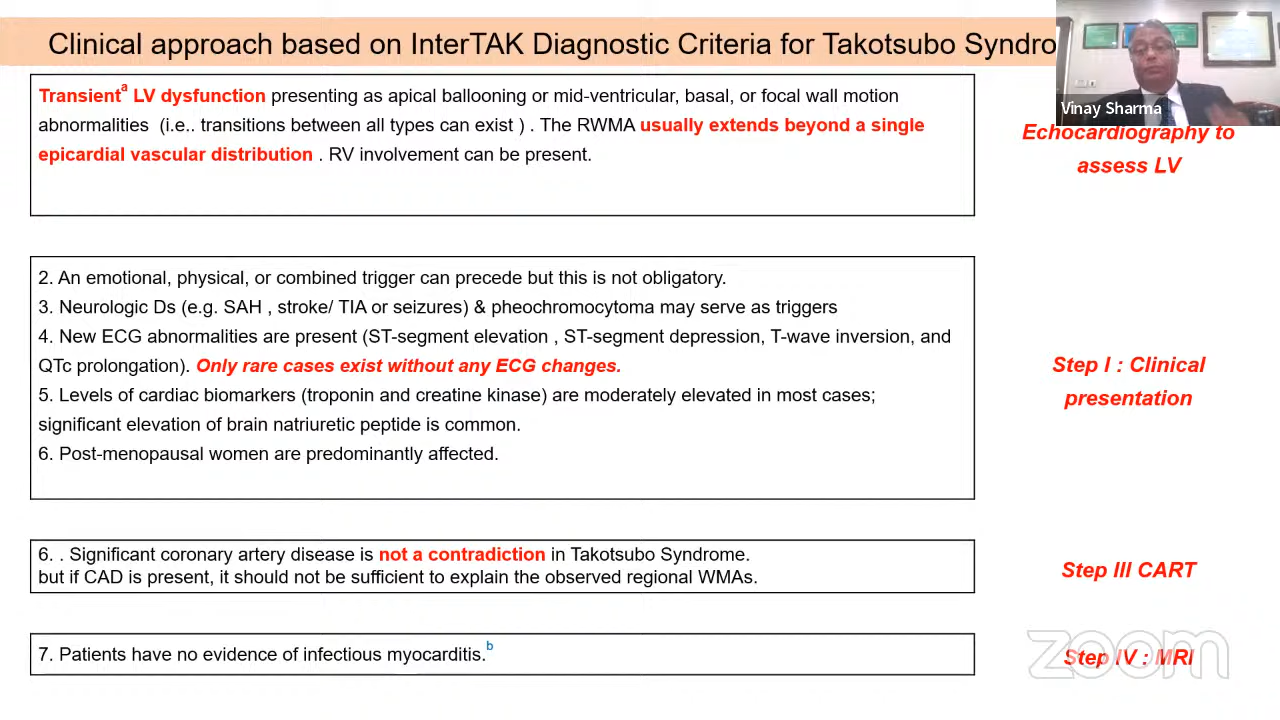 Clinical approach based on InterTAK Diagnostic Criteria for Takotsubo Syndro
Vinay Sharma
Transientᵃ LV dysfunction presenting as apical ballooning or mid-ventricular, basal, or focal wall motion
abnormalities (i.e.. transitions between all types can exist ) . The RWMA usually extends beyond a single
epicardial vascular distribution . RV involvement can be present.
Echocardiography to
assess LV
2. An emotional, physical, or combined trigger can precede but this is not obligatory.
3. Neurologic Ds (e.g. SAH , stroke/ TIA or seizures) & pheochromocytoma may serve as triggers
4. New ECG abnormalities are present (ST-segment elevation , ST-segment depression, T-wave inversion, and
QTc prolongation). Only rare cases exist without any ECG changes.
5. Levels of cardiac biomarkers (troponin and creatine kinase) are moderately elevated in most cases;
significant elevation of brain natriuretic peptide is common.
6. Post-menopausal women are predominantly affected.
Step I : Clinical
presentation
6. . Significant coronary artery disease is not a contradiction in Takotsubo Syndrome.
but if CAD is present, it should not be sufficient to explain the observed regional WMAs.
Step III CART
7. Patients have no evidence of infectious myocarditis.ᵇ
Step IV : MRI
zoom